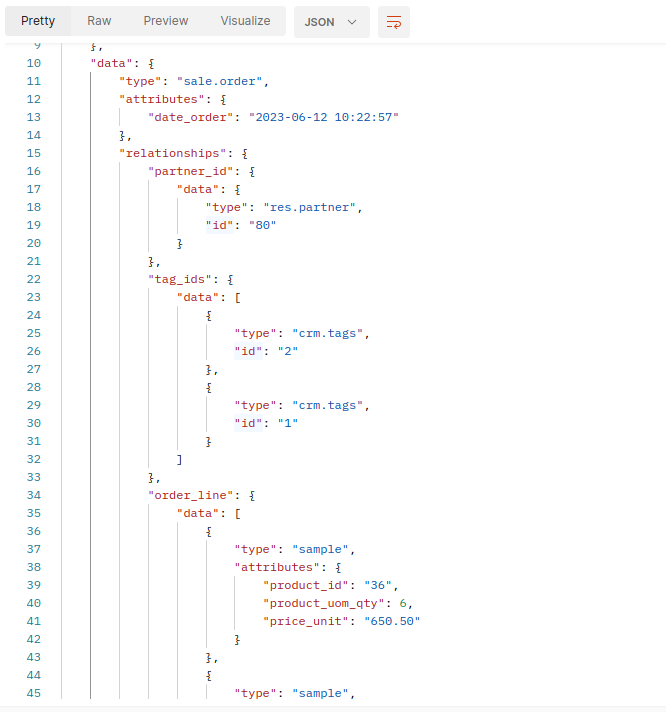 Pretty Raw Preview Visualize JSON
9 },
10 "data": {
11 "type": "sale.order",
12 "attributes": {
13 "date_order": "2023-06-12 10:22:57"
14 },
15 "relationships": {
16 "partner_id": {
17 "data": {
18 "type": "res.partner",
19 "id": "80"
20 }
21 },
22 "tag_ids": {
23 "data": [
24 {
25 "type": "crm.tags",
26 "id": "2"
27 },
28 {
29 "type": "crm.tags",
30 "id": "1"
31 }
32 ]
33 },
34 "order_line": {
35 "data": [
36 {
37 "type": "sample",
38 "attributes": {
39 "product_id": "36",
40 "product_uom_qty": 6,
41 "price_unit": "650.50"
42 }
43 },
44 {
45 "type": "sample",